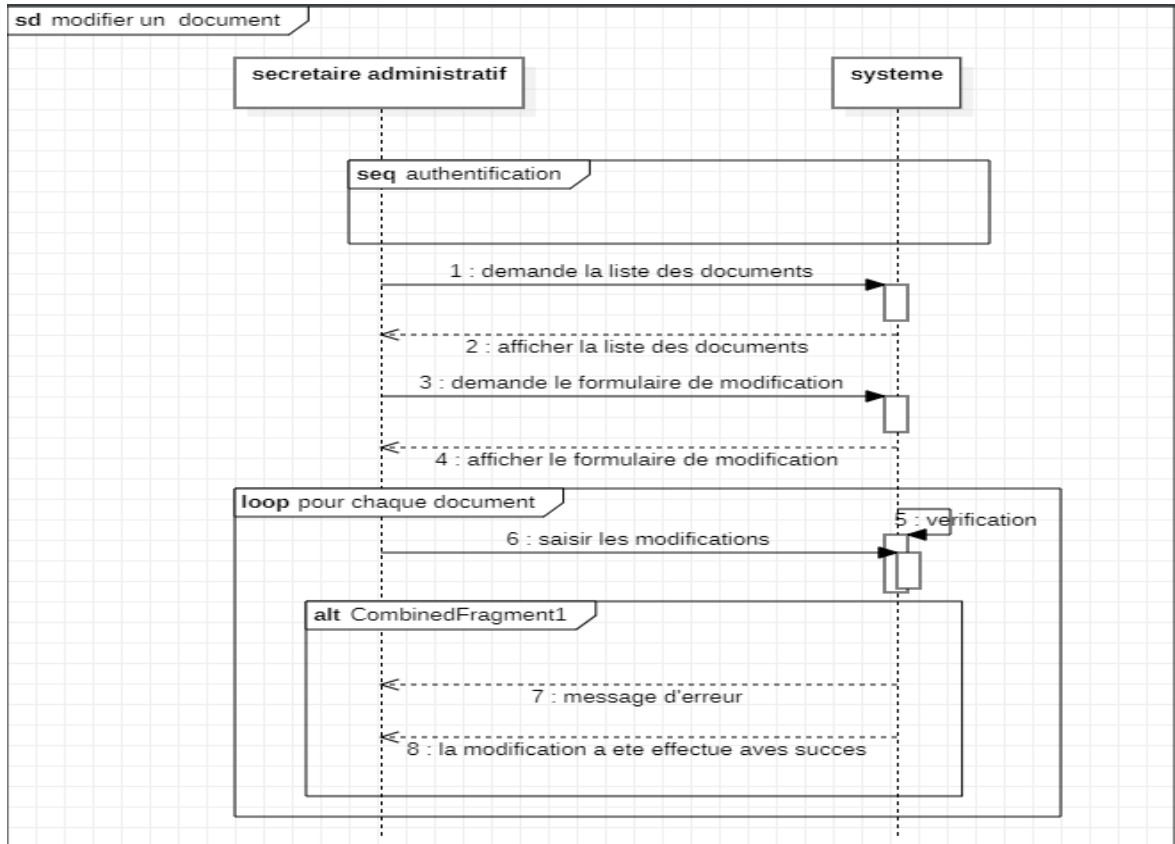 sd modifier un document
secretaire administratif
systeme
seq authentification
1 : demande la liste des documents
2 : afficher la liste des documents
3 : demande le formulaire de modification
4 : afficher le formulaire de modification
loop pour chaque document
5 : verification
6 : saisir les modifications
alt CombinedFragment1
7 : message d'erreur
8 : la modification a ete effectue aves succes